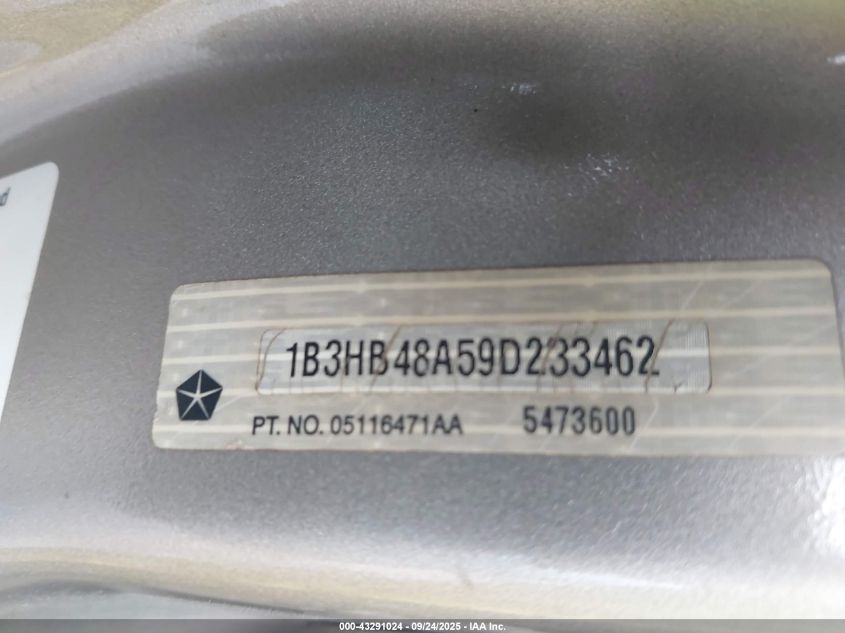 1B3HB48A59D233462
PT. NO. 05116471AA 5473600
000-43291024 - 09/24/2025 - IAA Inc.